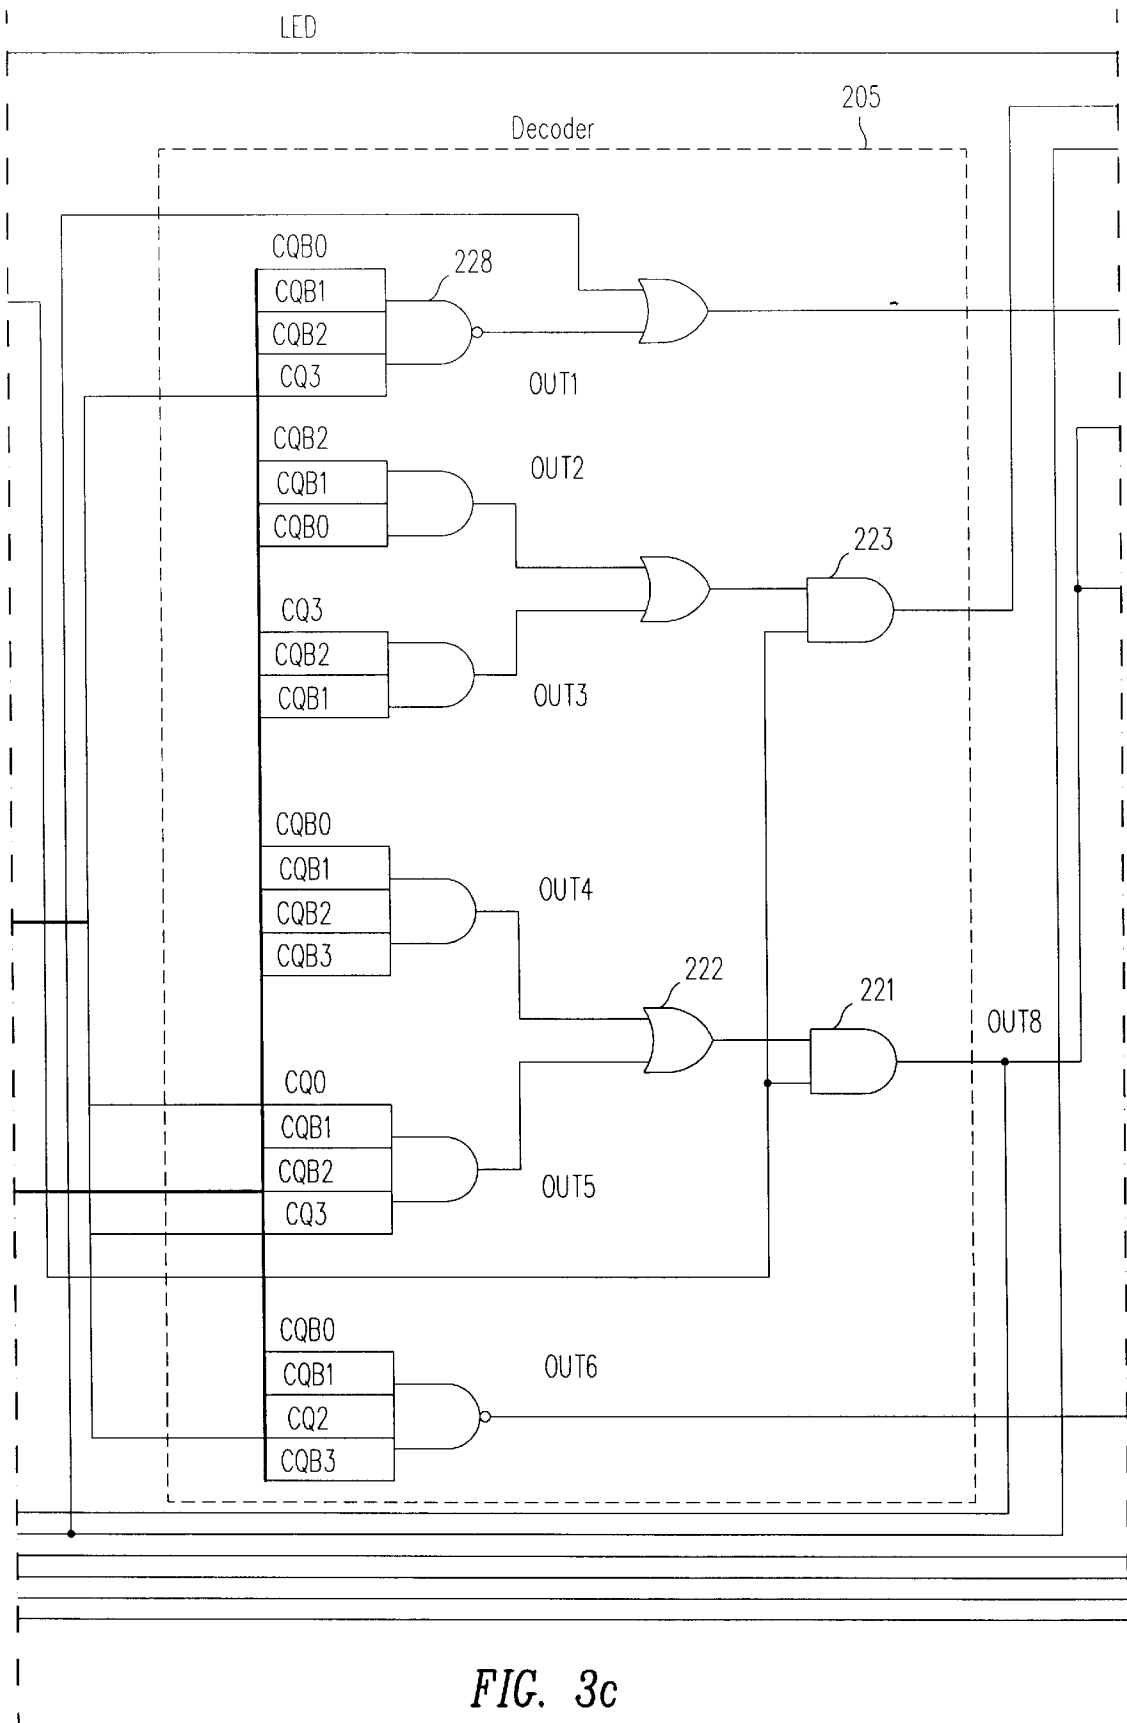 LED
205
Decoder
CQB0
228
CQB1
CQB2
CQ3
OUT1
CQB2
OUT2
CQB1
CQB0
223
CQ3
CQB2
OUT3
CQB1
CQB0
CQB1
OUT4
CQB2
CQB3
222
221
OUT8
CQ0
CQB1
CQB2
OUT5
CQ3
CQB0
OUT6
CQB1
CQ2
CQB3
FIG. 3c